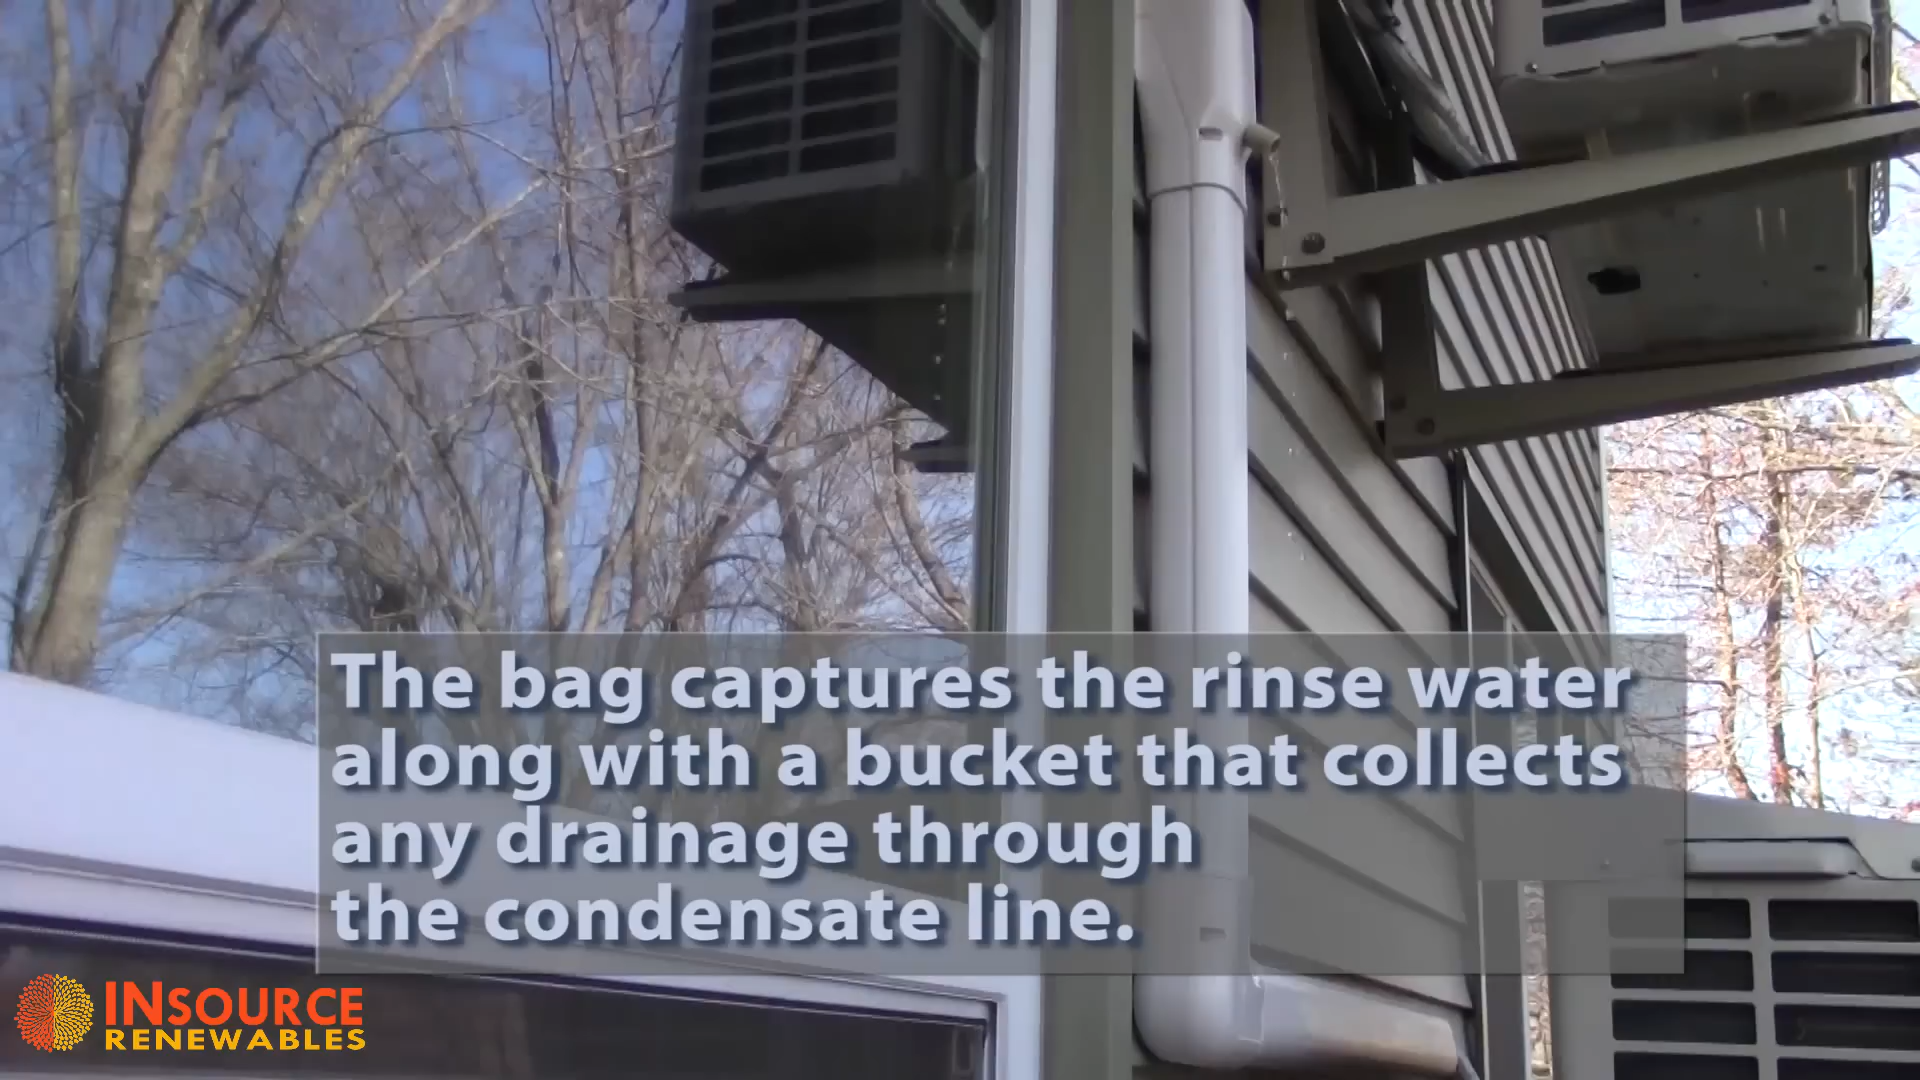 The bag captures the rinse water
along with a bucket that collects
any drainage through
the condensate line.
INSOURCE
RENEWABLES